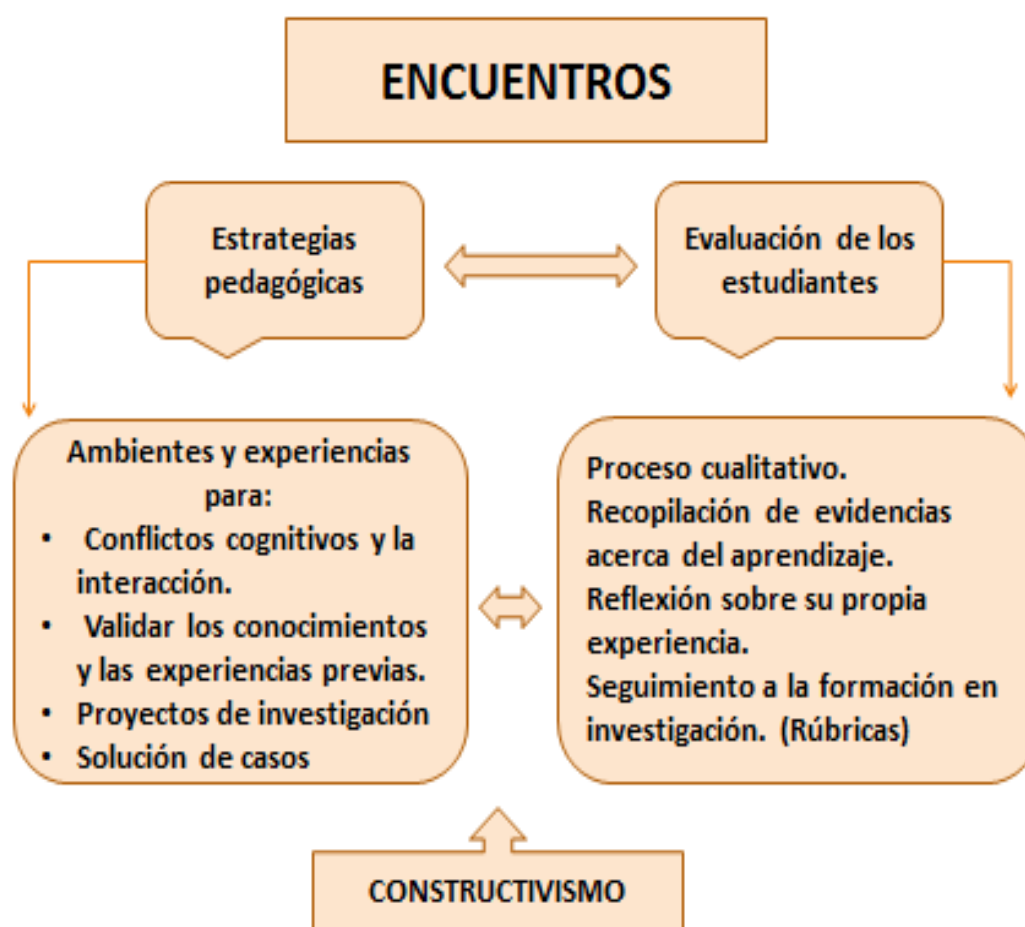 ENCUENTROS
Estrategias
pedagógicas
Evaluación de los
estudiantes
Ambientes y experiencias
para:
• Conflictos cognitivos y la
interacción.
• Validar los conocimientos
y las experiencias previas.
• Proyectos de investigación
• Solución de casos
Proceso cualitativo.
Recopilación de evidencias
acerca del aprendizaje.
Reflexión sobre su propia
experiencia.
Seguimiento a la formación en
investigación. (Rúbricas)
CONSTRUCTIVISMO